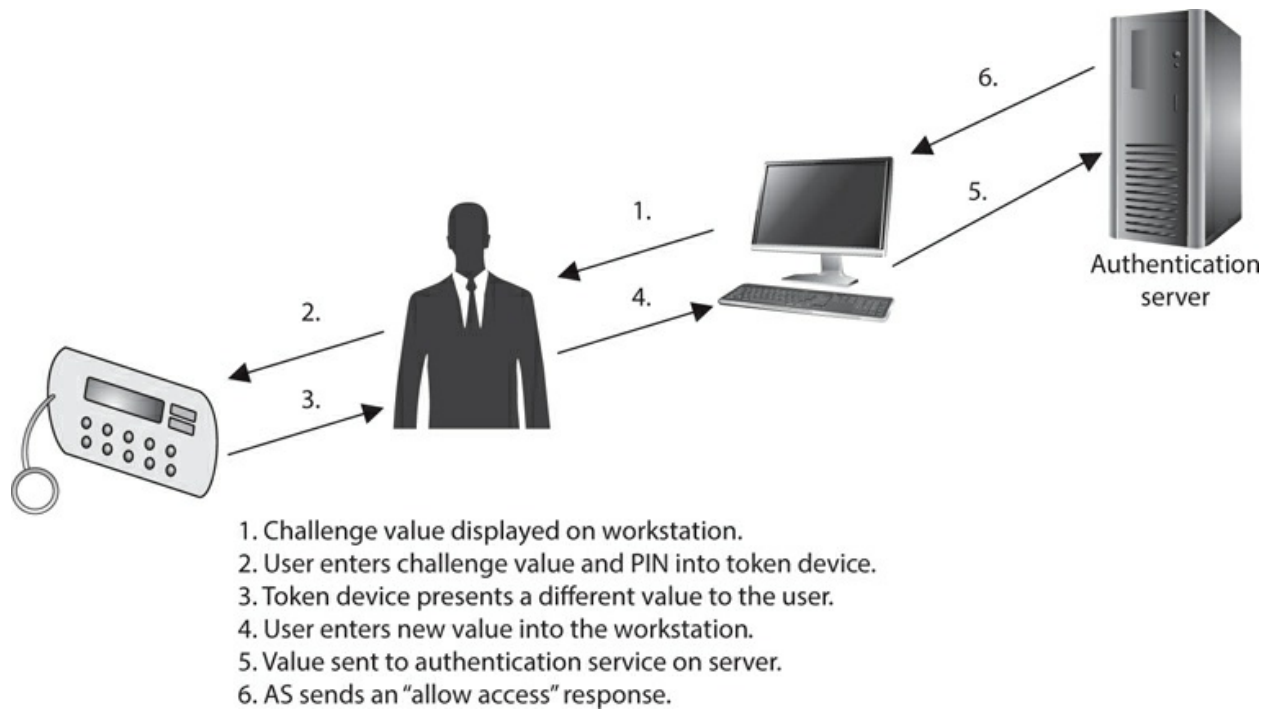 6.
5.
1.
4.
2.
3.
Authentication
server
1. Challenge value displayed on workstation.
2. User enters challenge value and PIN into token device.
3. Token device presents a different value to the user.
4. User enters new value into the workstation.
5. Value sent to authentication service on server.
6. AS sends an “allow access” response.